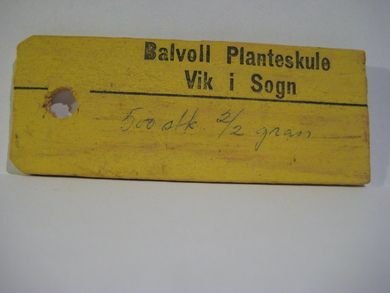 Balvoll Planteskule
Vik i Sogn
500 stk. 2/2 gran